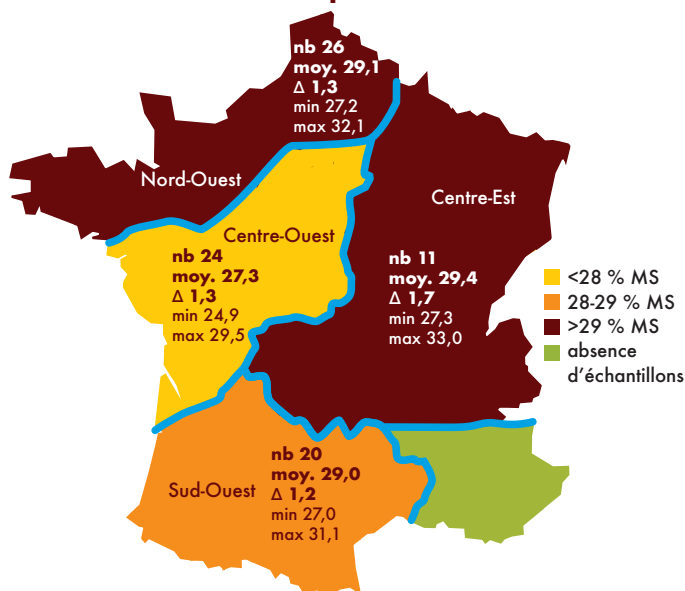 nb 26
moy. 29,1
Δ 1,3
min 27,2
max 32,1
Nord-Ouest
Centre-Est
Centre-Ouest
nb 24
moy. 27,3
Δ 1,3
min 24,9
max 29,5
nb 11
moy. 29,4
Δ 1,7
min 27,3
max 33,0
<28 % MS
28-29 % MS
>29 % MS
absence
d'échantillons
Sud-Ouest
nb 20
moy. 29,0
Δ 1,2
min 27,0
max 31,1